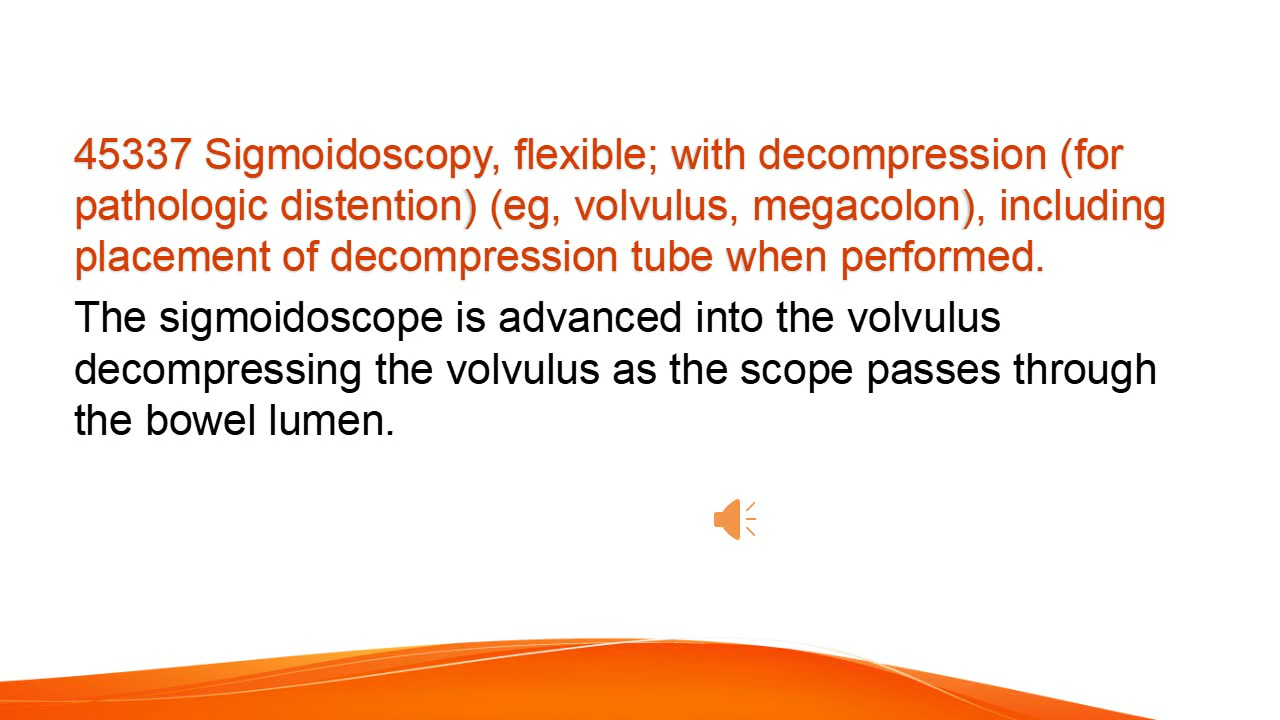 45337 Sigmoidoscopy, flexible; with decompression (for
pathologic distention) (eg, volvulus, megacolon), including
placement of decompression tube when performed.
The sigmoidoscope is advanced into the volvulus
decompressing the volvulus as the scope passes through
the bowel lumen.